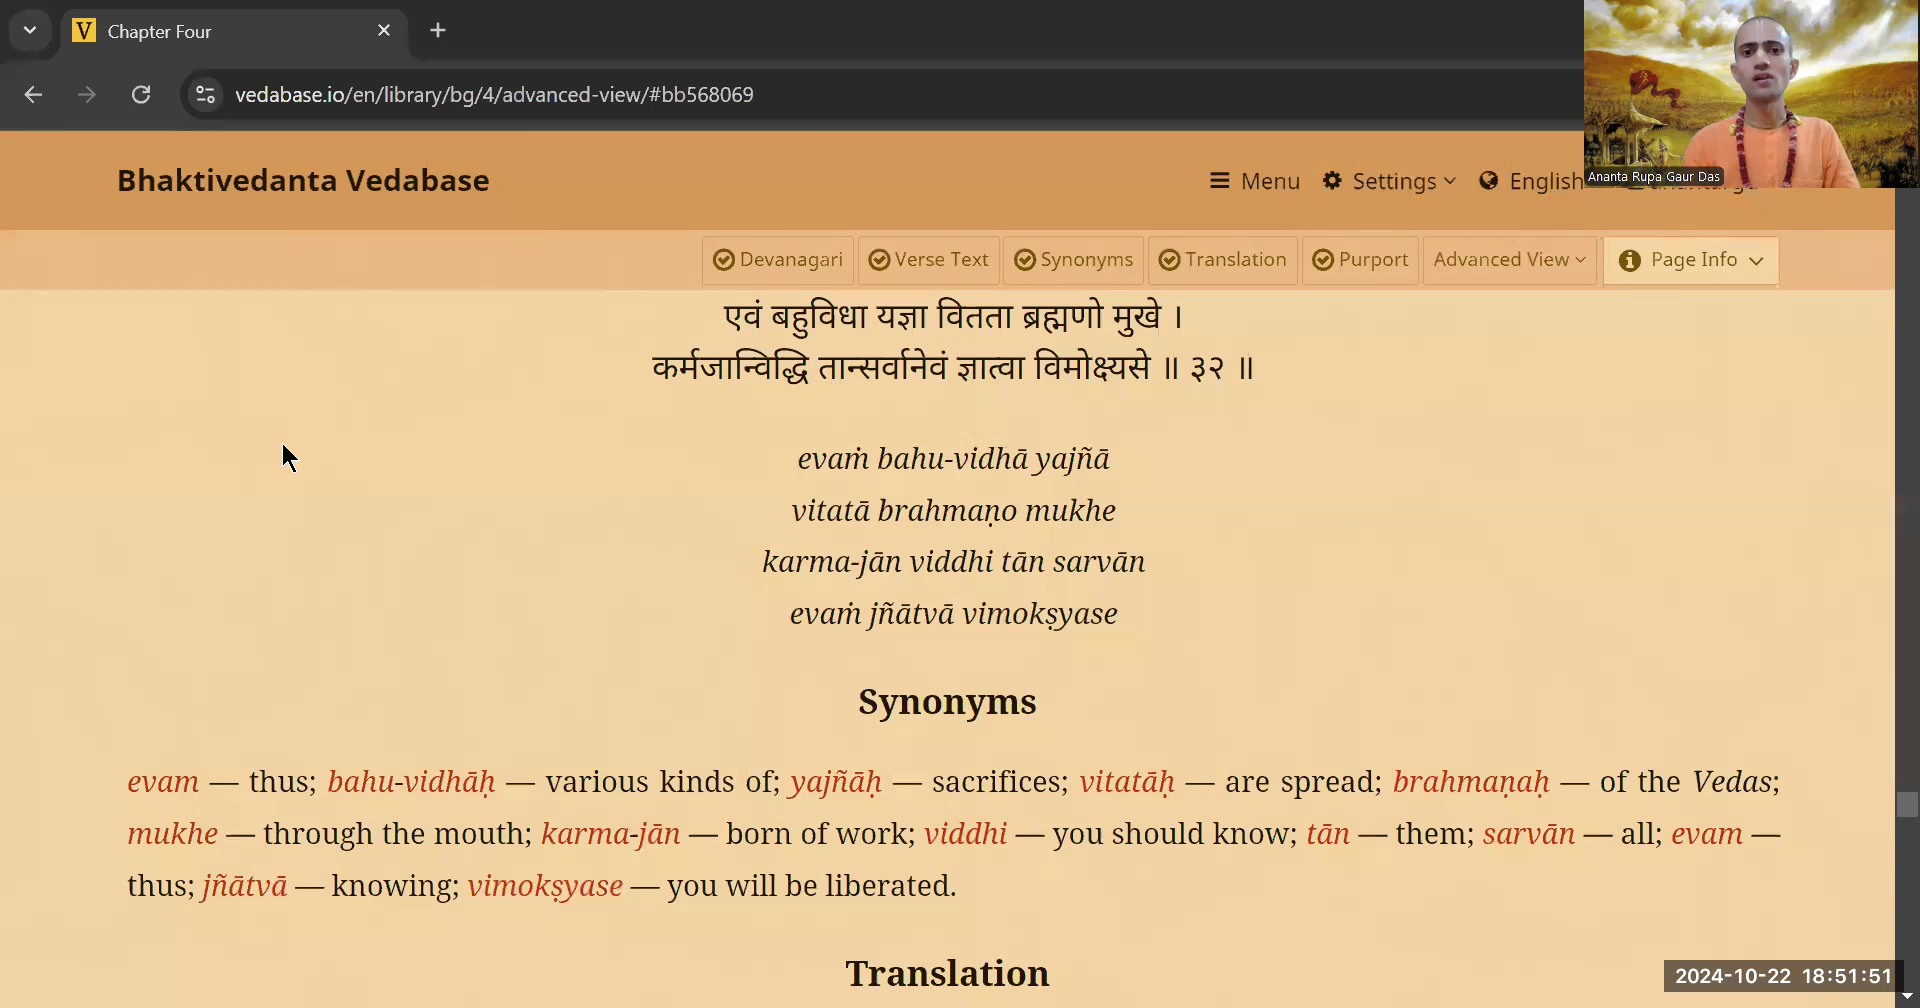 V Chapter Four
vedabase.io/en/library/bg/4/advanced-view/#bb568069
Bhaktivedanta Vedabase
Menu Settings English
Ananta Rupa Gaur Das
Devanagari Verse Text Synonyms Translation Purport Advanced View Page Info
एवं बहुविधा यज्ञा वितता ब्रह्मणो मुखे ।
कर्मजान्विद्धि तान्सर्वानेवं ज्ञात्वा विमोक्ष्यसे ॥ ३२ ॥
evaṁ bahu-vidhā yajñā
vitatā brahmaṇo mukhe
karma-jān viddhi tān sarvān
evaṁ jñātvā vimokṣyase
Synonyms
evam — thus; bahu-vidhāḥ — various kinds of; yajñāḥ — sacrifices; vitatāḥ — are spread; brahmaṇaḥ — of the Vedas;
mukhe — through the mouth; karma-jān — born of work; viddhi — you should know; tān — them; sarvān — all; evam —
thus; jñātvā — knowing; vimokṣyase — you will be liberated.
Translation
2024-10-22 18:51:51